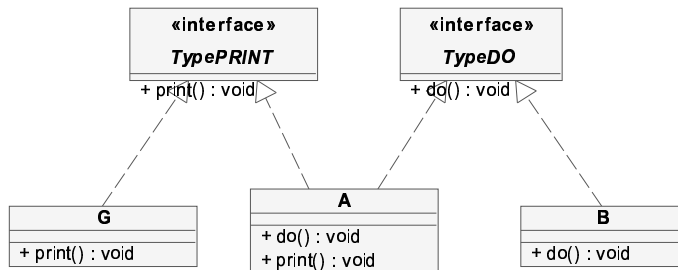 «interface»
TypePRINT
+ print() : void
«interface»
TypeDO
+ do() : void
G
+ print() : void
A
+ do() : void
+ print() : void
B
+ do() : void